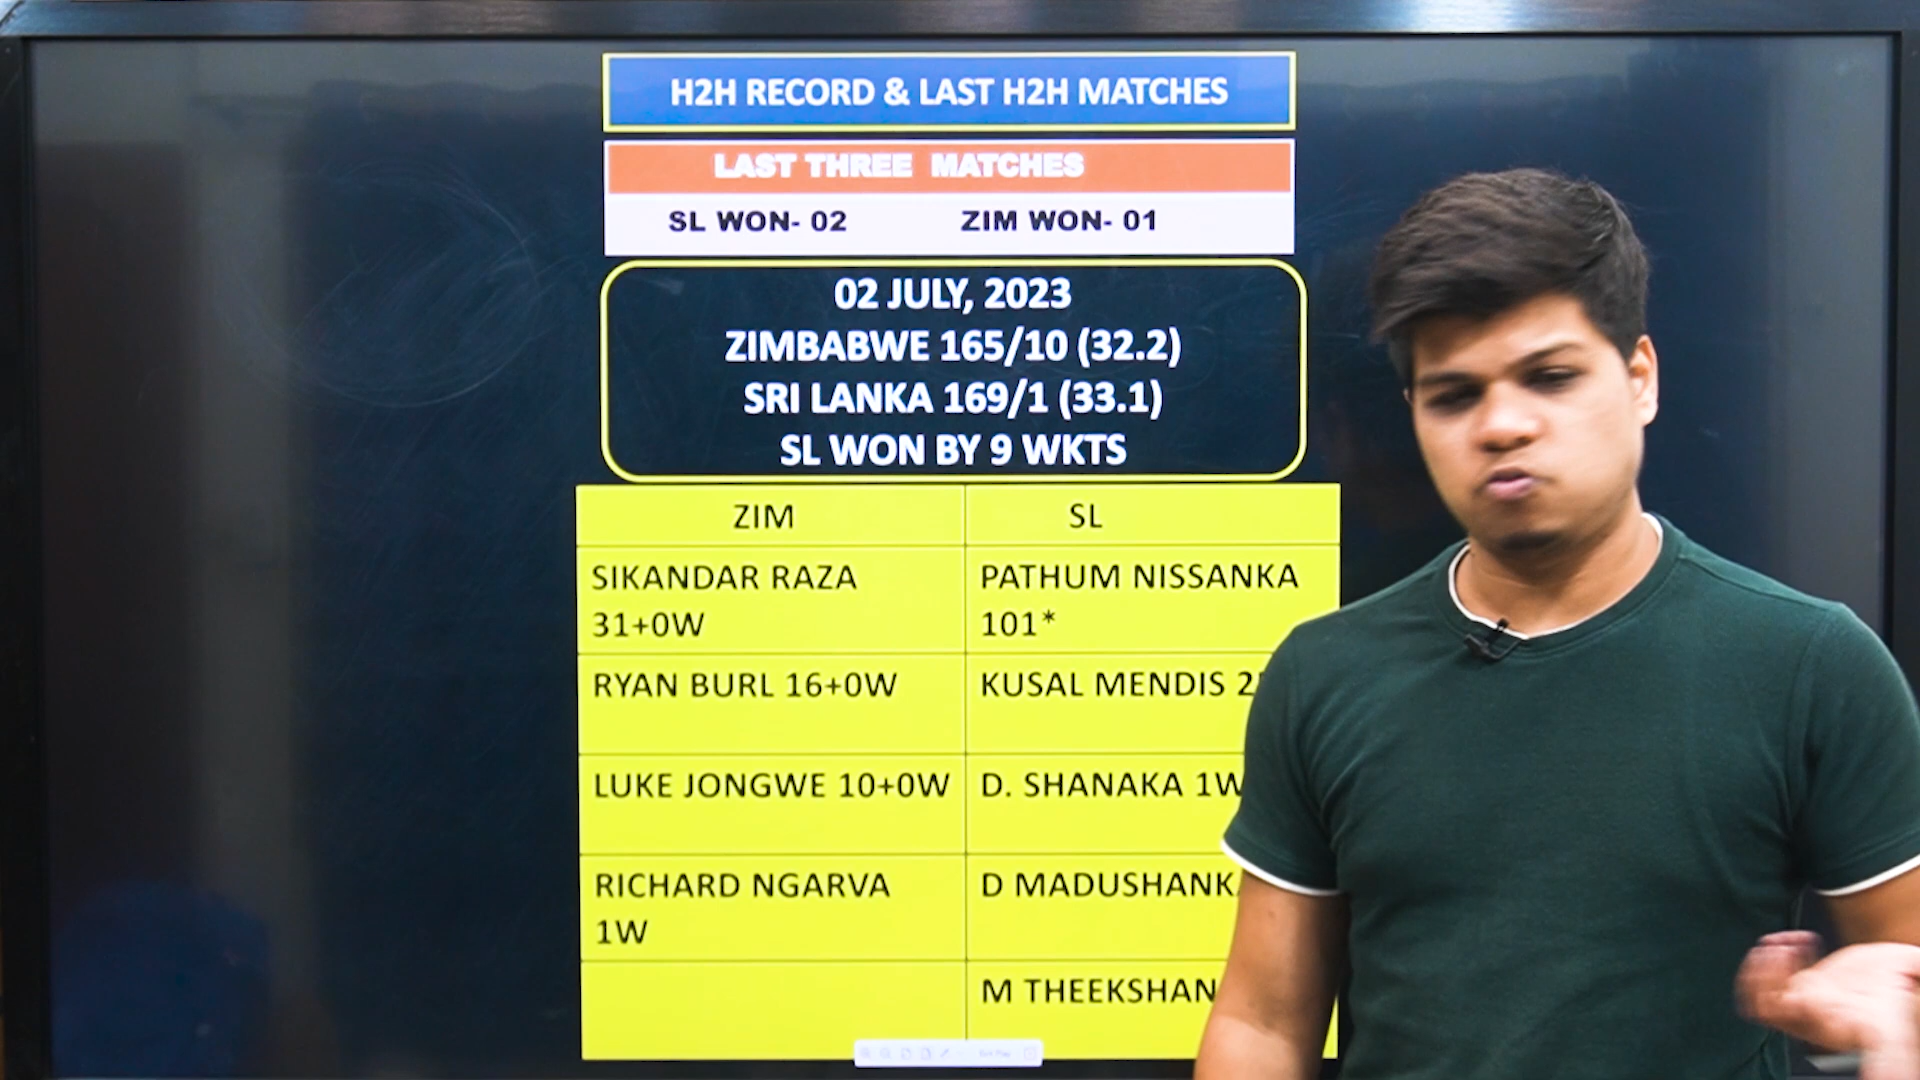 H2H RECORD & LAST H2H MATCHES
LAST THREE MATCHES
SL WON- 02 ZIM WON- 01
02 JULY, 2023
ZIMBABWE 165/10 (32.2)
SRI LANKA 169/1 (33.1)
SL WON BY 9 WKTS
ZIM SL
SIKANDAR RAZA PATHUM NISSANKA
31+0W 101*
RYAN BURL 16+0W KUSAL MENDIS
LUKE JONGWE 10+0W D. SHANAKA 1W
RICHARD NGARVA D
1W
M